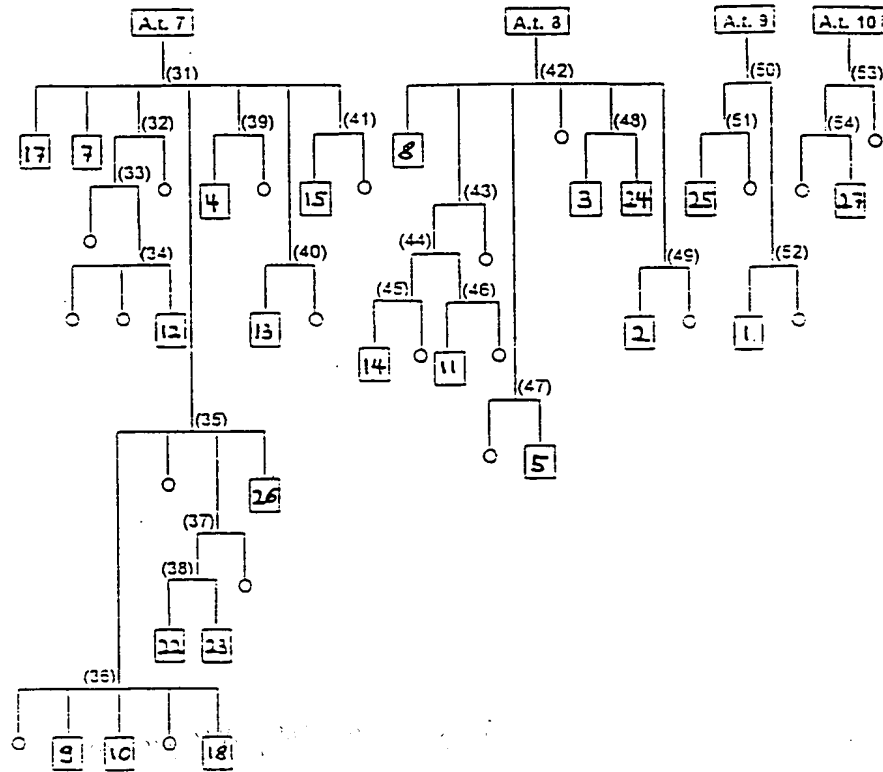 A.L. 7 A.L. 8 A.L. 9 A.L. 10
(31) (42) (50) (53)
(32) (39) (41) (48) (51) (54)
17 7 8
(33) 4 15 3 24 25 27
(43)
(34) (40) (44) (49) (52)
(45) (46)
12 13 2 1.
14 11
(47)
(35)
5
26
(37)
(38)
22 23
(36)
9 10 18